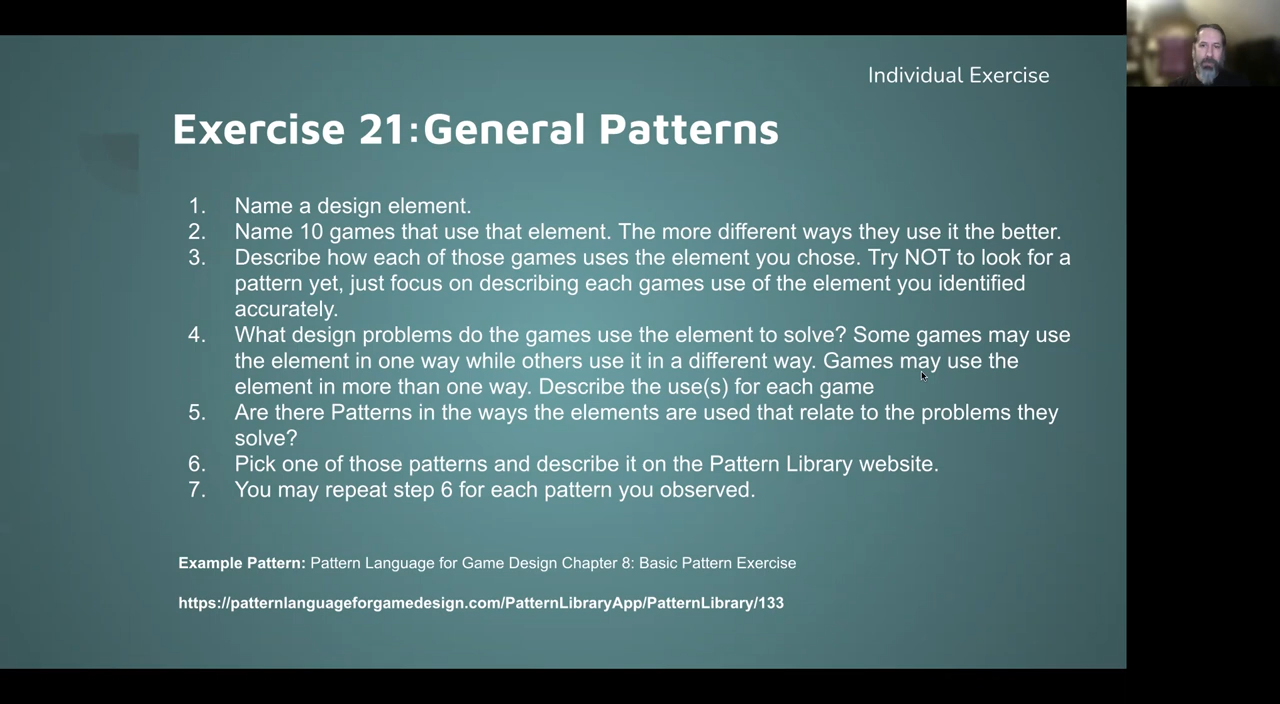 Individual Exercise
Exercise 21:General Patterns
1. Name a design element.
2. Name 10 games that use that element. The more different ways they use it the better.
3. Describe how each of those games uses the element you chose. Try NOT to look for a
pattern yet, just focus on describing each games use of the element you identified
accurately.
4. What design problems do the games use the element to solve? Some games may use
the element in one way while others use it in a different way. Games may use the
element in more than one way. Describe the use(s) for each game
5. Are there Patterns in the ways the elements are used that relate to the problems they
solve?
6. Pick one of those patterns and describe it on the Pattern Library website.
7. You may repeat step 6 for each pattern you observed.
Example Pattern: Pattern Language for Game Design Chapter 8: Basic Pattern Exercise
https://patternlanguageforgamedesign.com/PatternLibraryApp/PatternLibrary/133